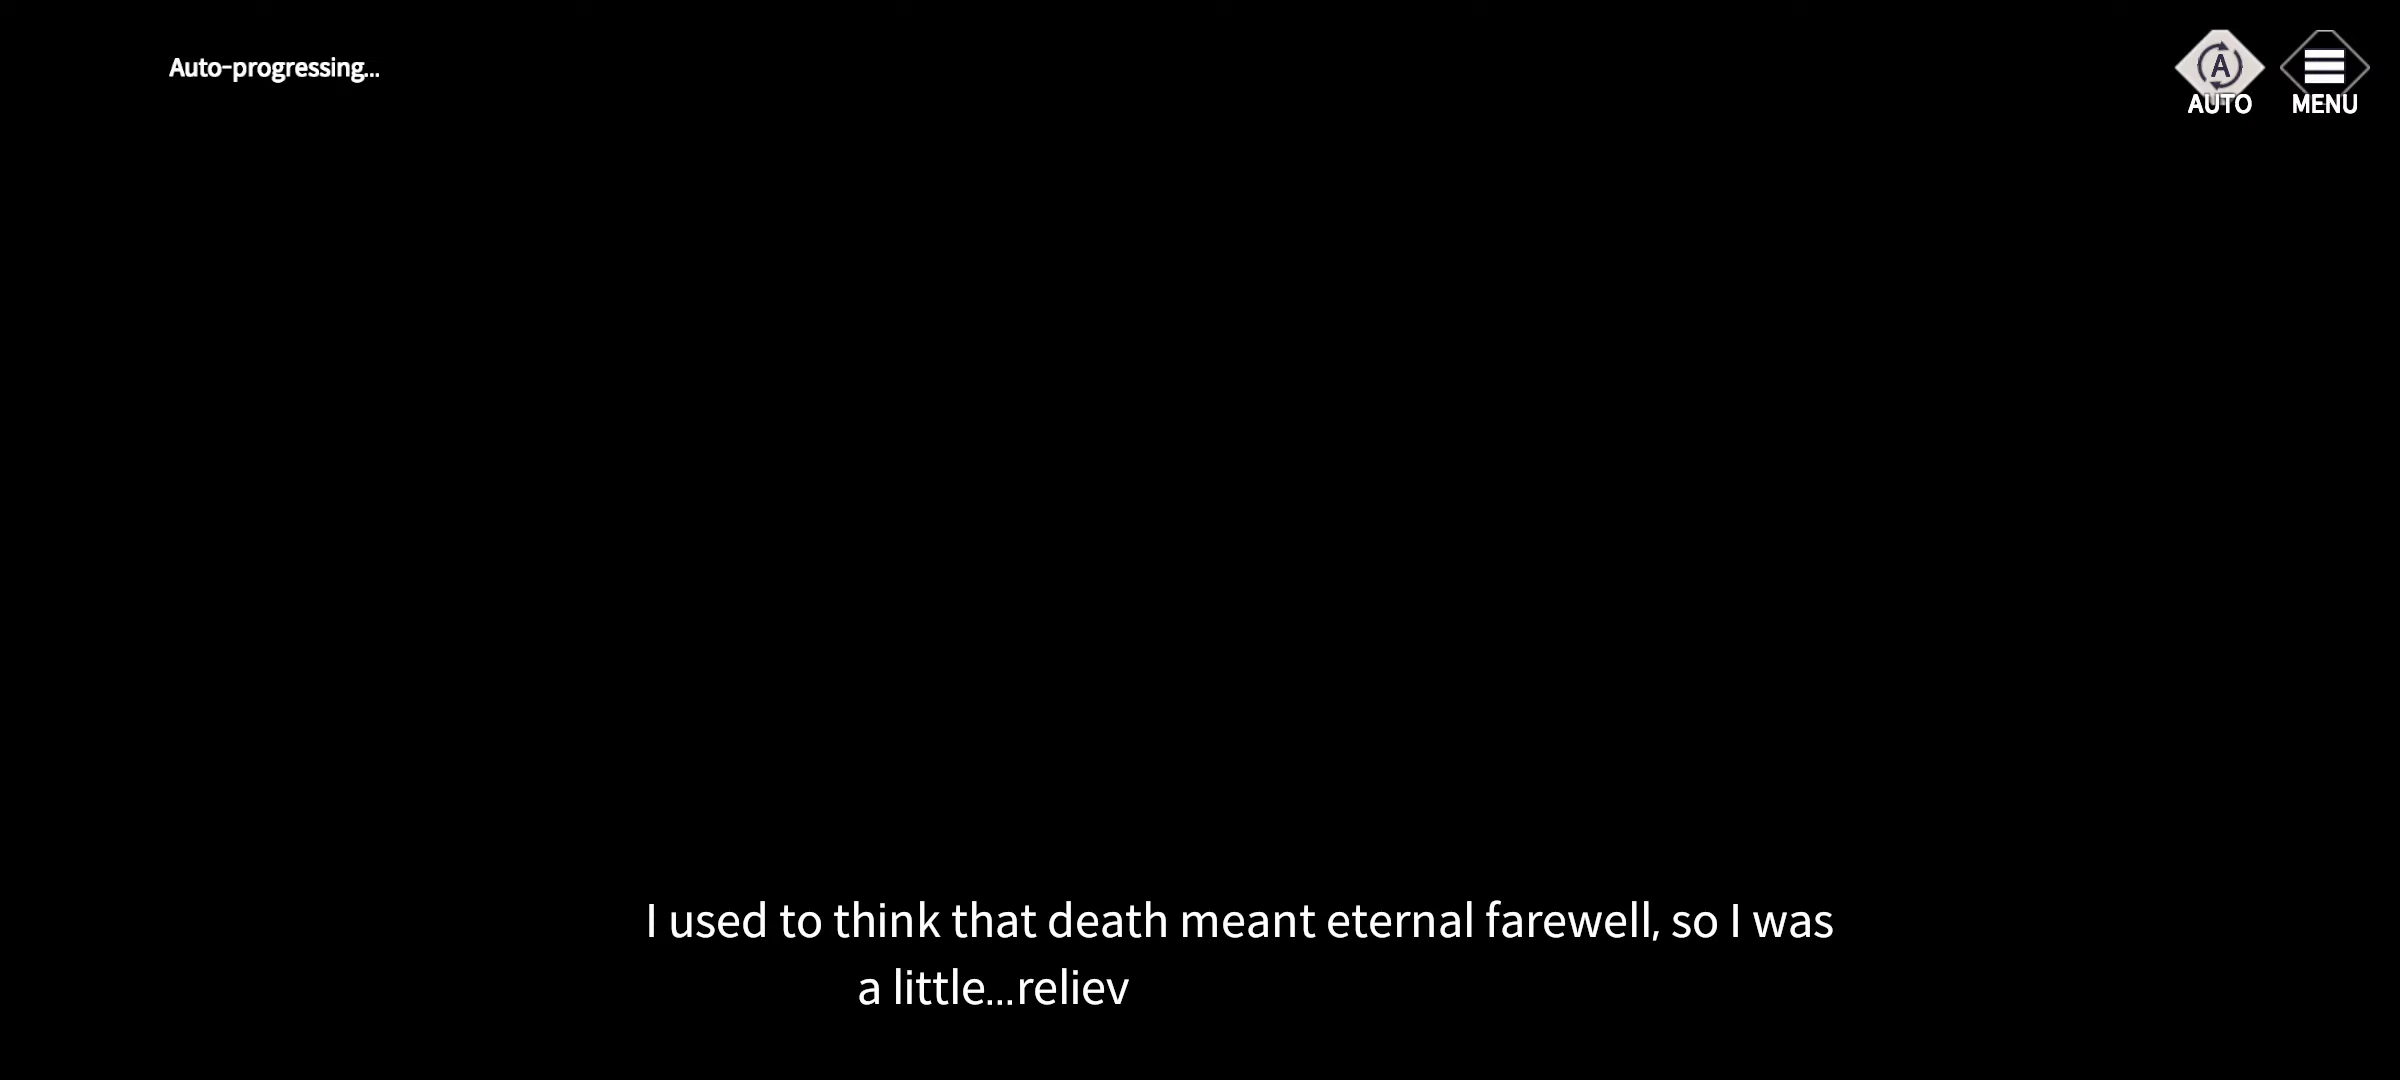 Auto-progressing...
AUTO
MENU
I used to think that death meant eternal farewell, so I was
a little...reliev